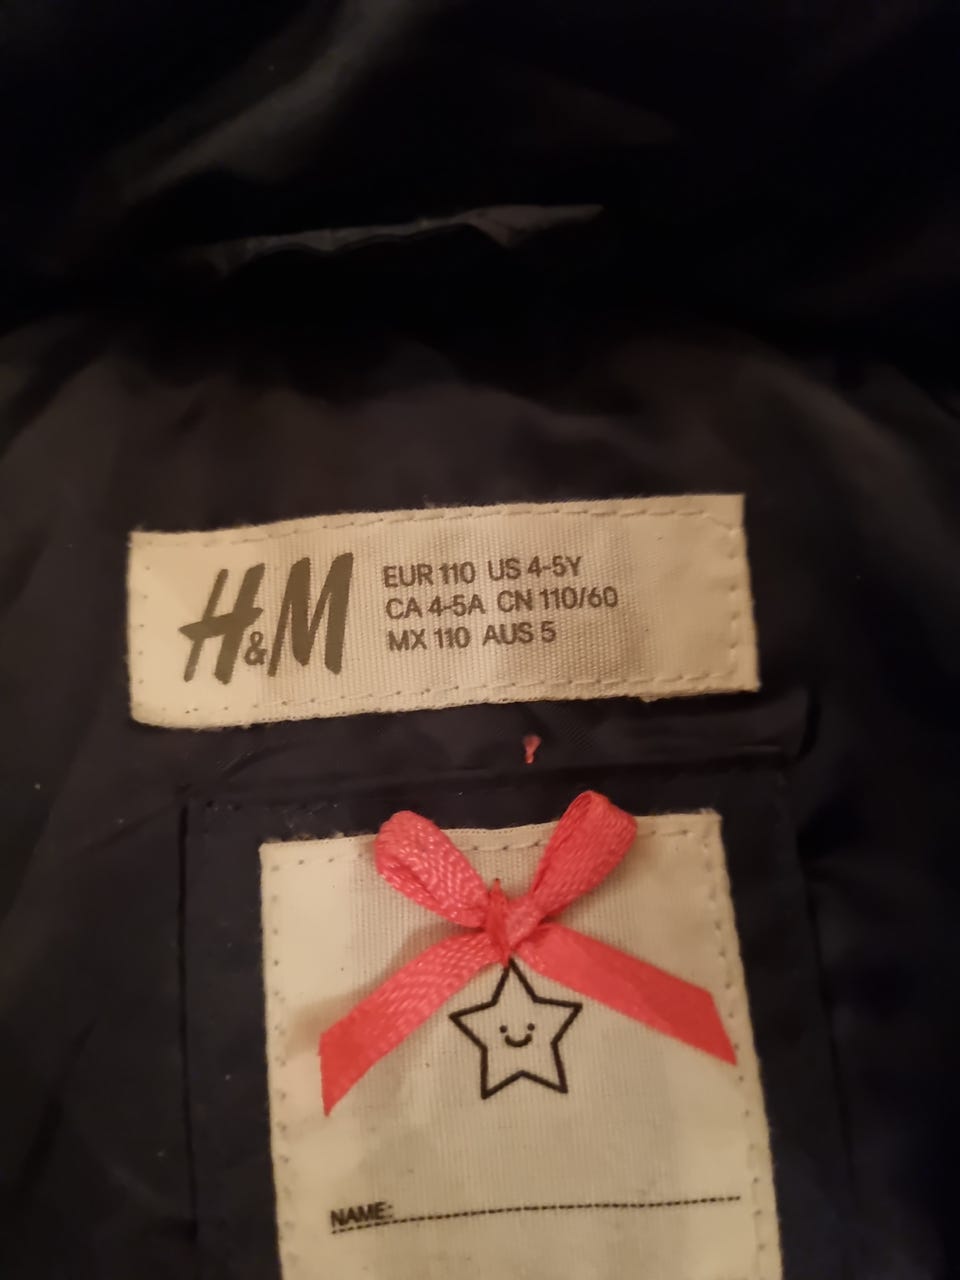 H&M
EUR 110 US 4-5Y
CA 4-5A CN 110/60
MX 110 AUS 5
NAME: